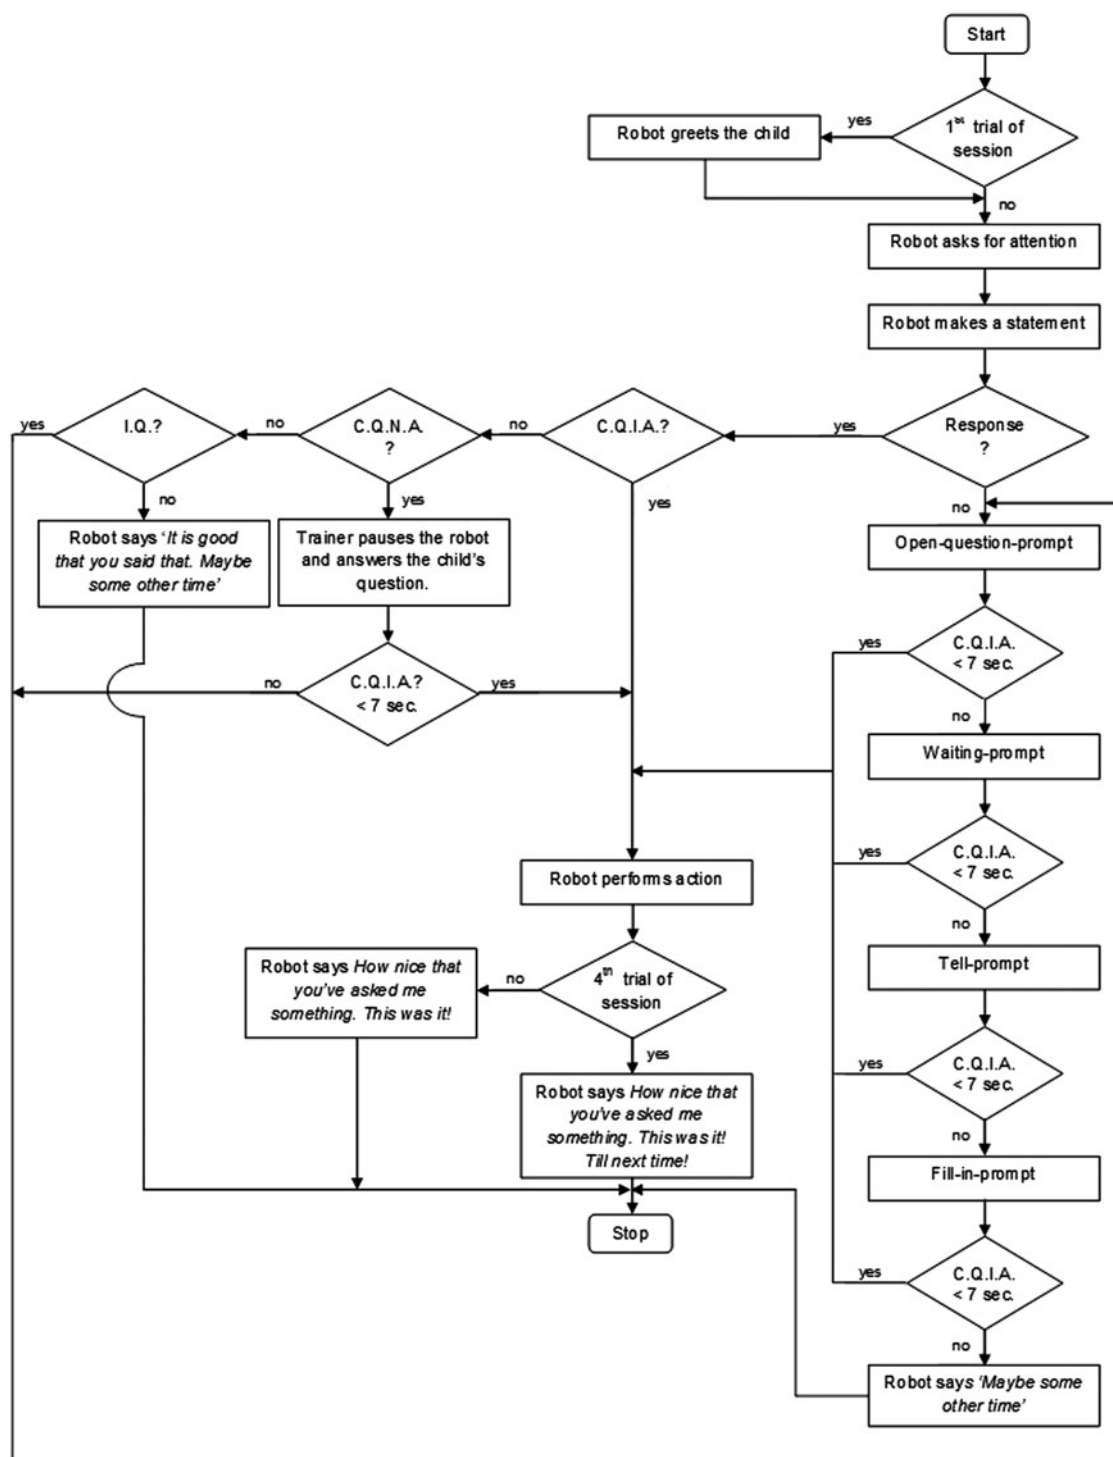 Start
1st trial of
session
yes
Robot greets the child
no
Robot asks for attention
Robot makes a statement
Response
?
yes
C.Q.I.A.?
no
C.Q.N.A.
?
no
I.Q.?
yes
no
yes
yes
no
Robot says 'It is good
that you said that. Maybe
some other time'
Trainer pauses the robot
and answers the child's
question.
Open-question-prompt
C.Q.I.A.?
< 7 sec.
no
yes
C.Q.I.A.
< 7 sec.
yes
no
Waiting-prompt
C.Q.I.A.
< 7 sec.
yes
no
Robot performs action
Tell-prompt
4th trial of
session
no
yes
Robot says How nice that
you've asked me
something. This was it!
C.Q.I.A.
< 7 sec.
yes
no
Robot says How nice that
you've asked me
something. This was it!
Till next time!
Fill-in-prompt
Stop
C.Q.I.A.
< 7 sec.
yes
no
Robot says 'Maybe some
other time'